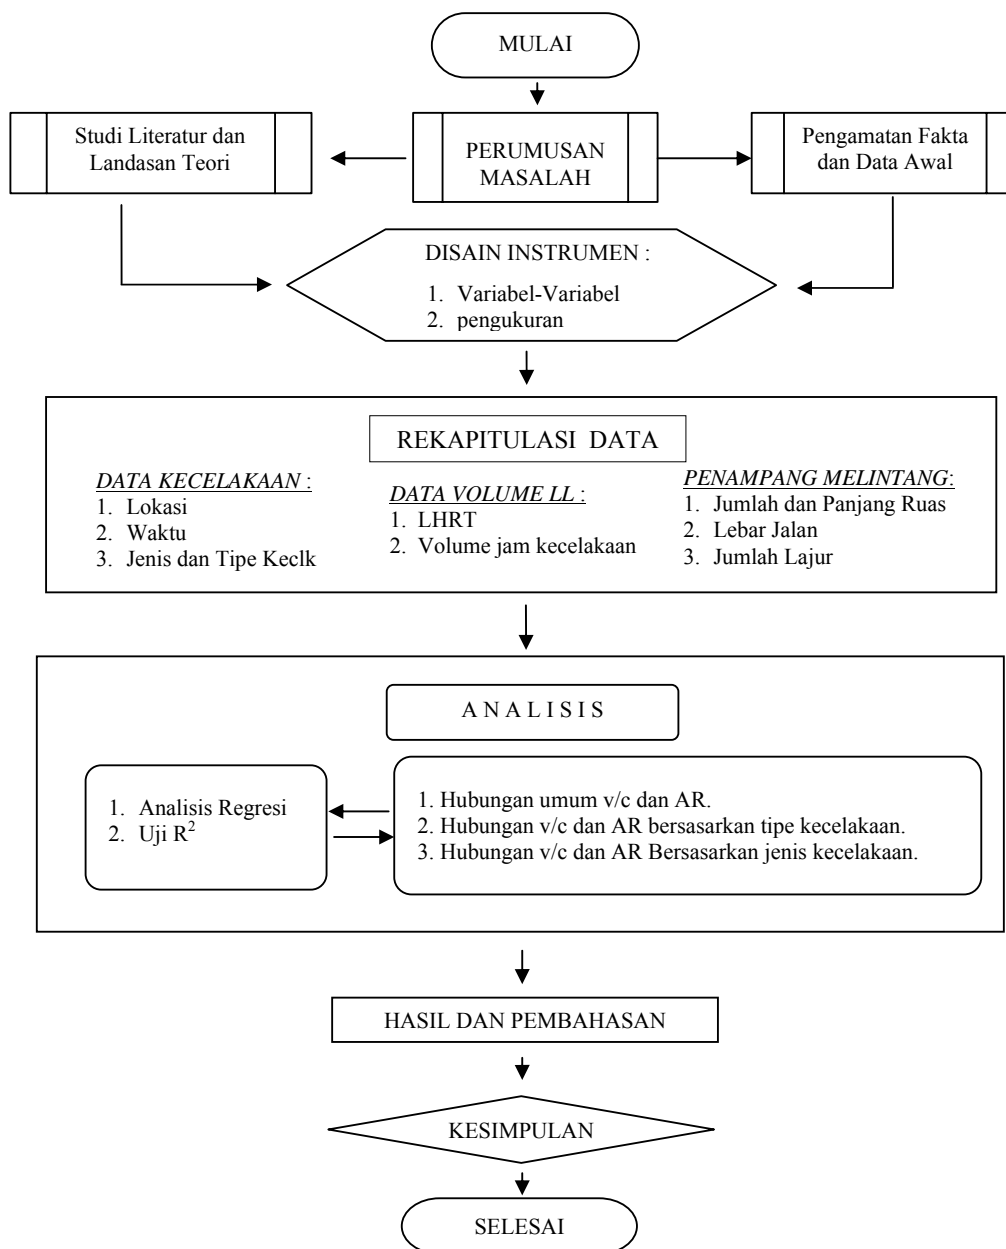 MULAI
Studi Literatur dan
Landasan Teori
PERUMUSAN
MASALAH
Pengamatan Fakta
dan Data Awal
DISAIN INSTRUMEN :
1. Variabel-Variabel
2. pengukuran
REKAPITULASI DATA
DATA KECELAKAAN :
1. Lokasi
2. Waktu
3. Jenis dan Tipe Keclk
DATA VOLUME LL :
1. LHRT
2. Volume jam kecelakaan
PENAMPANG MELINTANG:
1. Jumlah dan Panjang Ruas
2. Lebar Jalan
3. Jumlah Lajur
A N A L I S I S
1. Analisis Regresi
2. Uji R²
1. Hubungan umum v/c dan AR.
2. Hubungan v/c dan AR bersasarkan tipe kecelakaan.
3. Hubungan v/c dan AR Bersasarkan jenis kecelakaan.
HASIL DAN PEMBAHASAN
KESIMPULAN
SELESAI